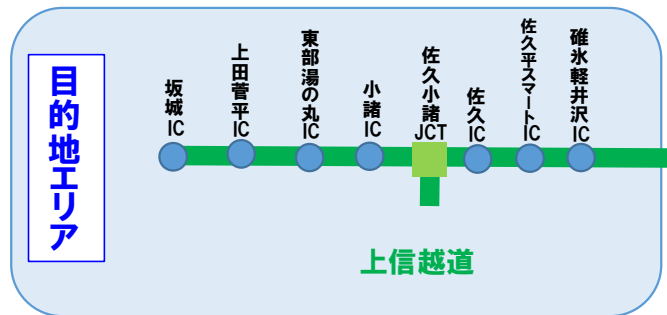 目的地エリア
坂城IC
上田菅平IC
東部湯の丸IC
小諸IC
佐久小諸JCT
佐久IC
佐久平スマートIC
碓氷軽井沢IC
上信越道